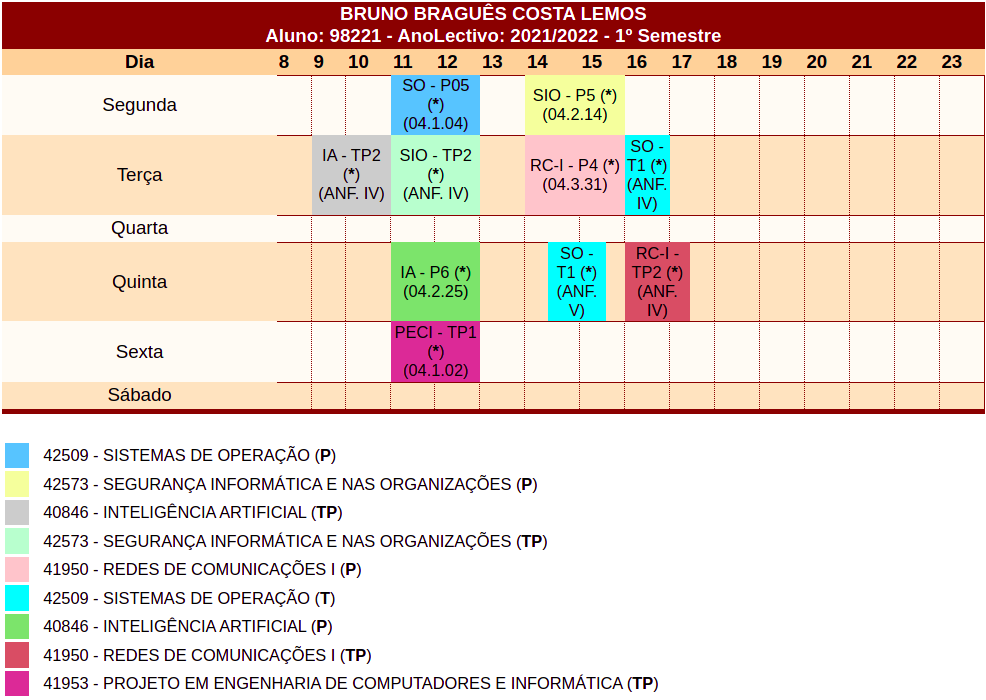 BRUNO BRAGUÊS COSTA LEMOS
Aluno: 98221 - AnoLectivo: 2021/2022 - 1º Semestre
Dia 8 9 10 11 12 13 14 15 16 17 18 19 20 21 22 23
Segunda
SO - P05
(*)
(04.1.04)
SIO - P5 (*)
(04.2.14)
Terça
IA - TP2
(*)
(ANF. IV)
SIO - TP2
(*)
(ANF. IV)
RC-I - P4 (*)
(04.3.31)
SO -
T1 (*)
(ANF.
IV)
Quarta
Quinta
IA - P6 (*)
(04.2.25)
SO -
T1 (*)
(ANF.
V)
RC-I -
TP2 (*)
(ANF.
IV)
Sexta
PECI - TP1
(*)
(04.1.02)
Sábado
42509 - SISTEMAS DE OPERAÇÃO (P)
42573 - SEGURANÇA INFORMÁTICA E NAS ORGANIZAÇÕES (P)
40846 - INTELIGÊNCIA ARTIFICIAL (TP)
42573 - SEGURANÇA INFORMÁTICA E NAS ORGANIZAÇÕES (TP)
41950 - REDES DE COMUNICAÇÕES I (P)
42509 - SISTEMAS DE OPERAÇÃO (T)
40846 - INTELIGÊNCIA ARTIFICIAL (P)
41950 - REDES DE COMUNICAÇÕES I (TP)
41953 - PROJETO EM ENGENHARIA DE COMPUTADORES E INFORMÁTICA (TP)